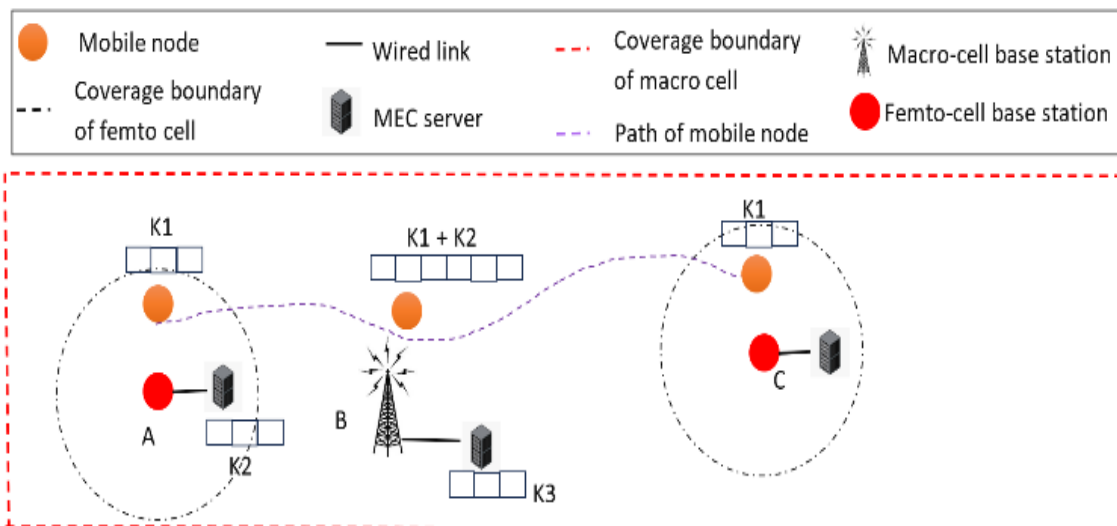 Mobile node
Wired link
Coverage boundary
of macro cell
Macro-cell base station
Coverage boundary
of femto cell
MEC server
Path of mobile node
Femto-cell base station
K1
K1 + K2
K1
A
K2
B
K3
C